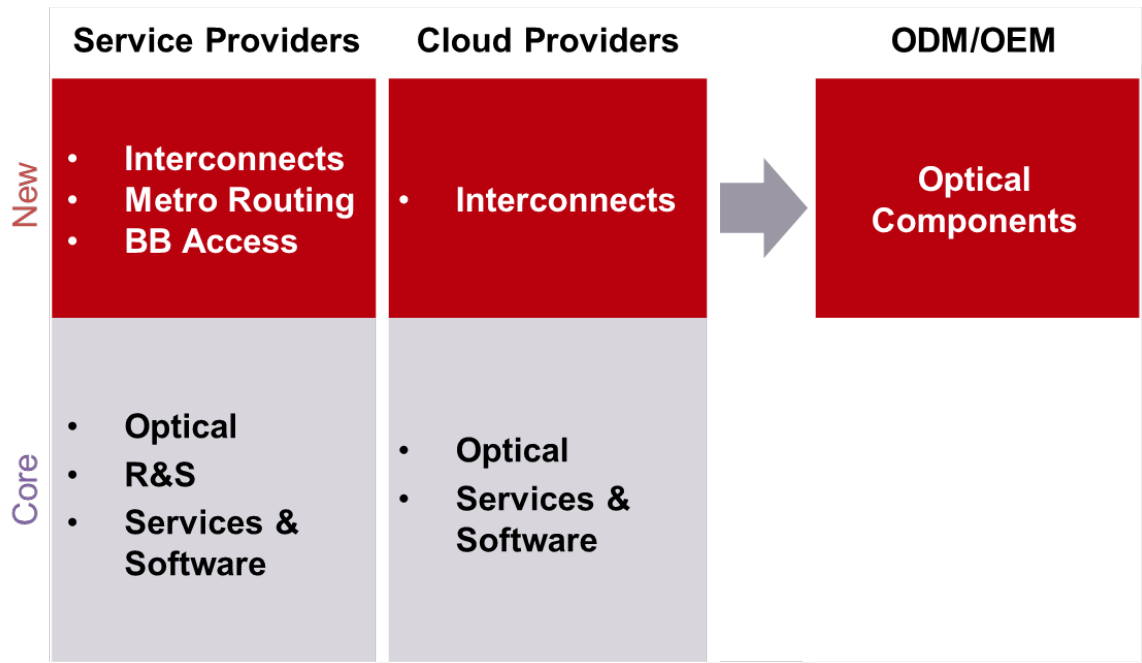 Service Providers
Cloud Providers
ODM/OEM
New
• Interconnects
• Metro Routing
• BB Access
• Interconnects
Optical
Components
Core
• Optical
• R&S
• Services &
Software
• Optical
• Services &
Software